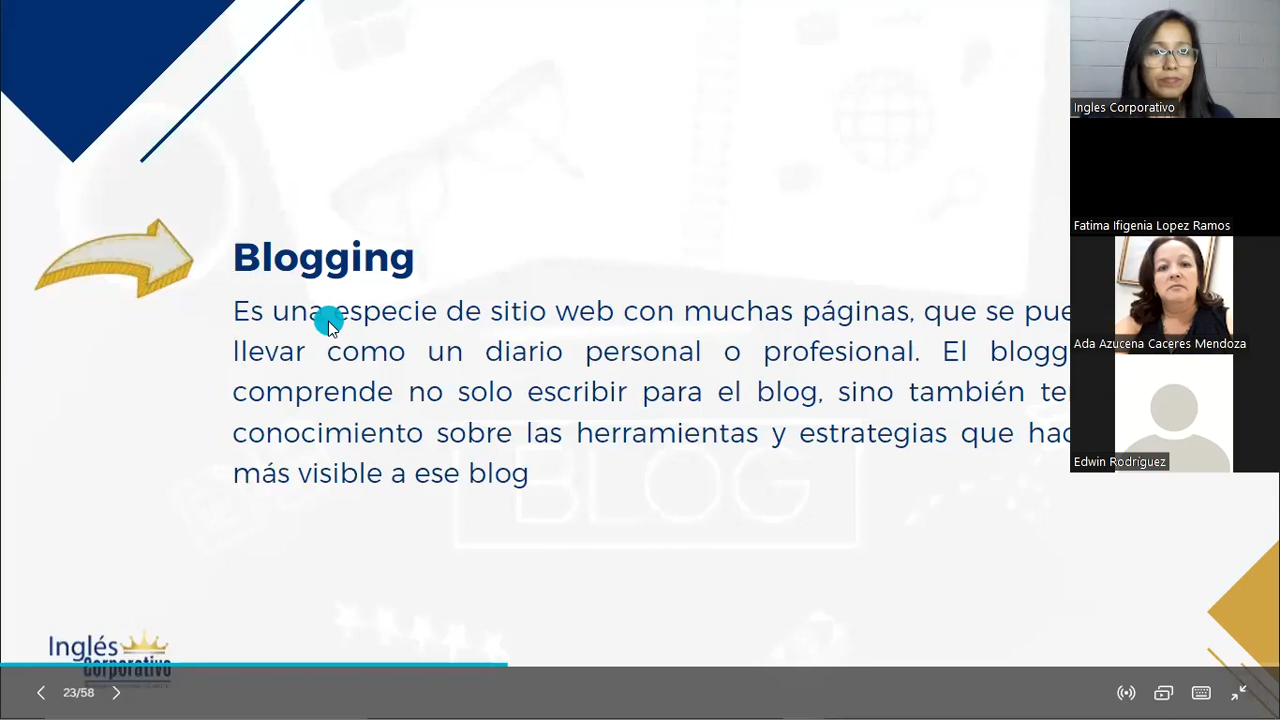 Blogging
Es una especie de sitio web con muchas páginas, que se pue
llevar como un diario personal o profesional. El blogg
comprende no solo escribir para el blog, sino también te
conocimiento sobre las herramientas y estrategias que hac
más visible a ese blog
BLOG
Inglés
Corporativo
23/58
Ingles Corporativo
Fatima Ifigenia Lopez Ramos
Ada Azucena Caceres Mendoza
Edwin Rodríguez